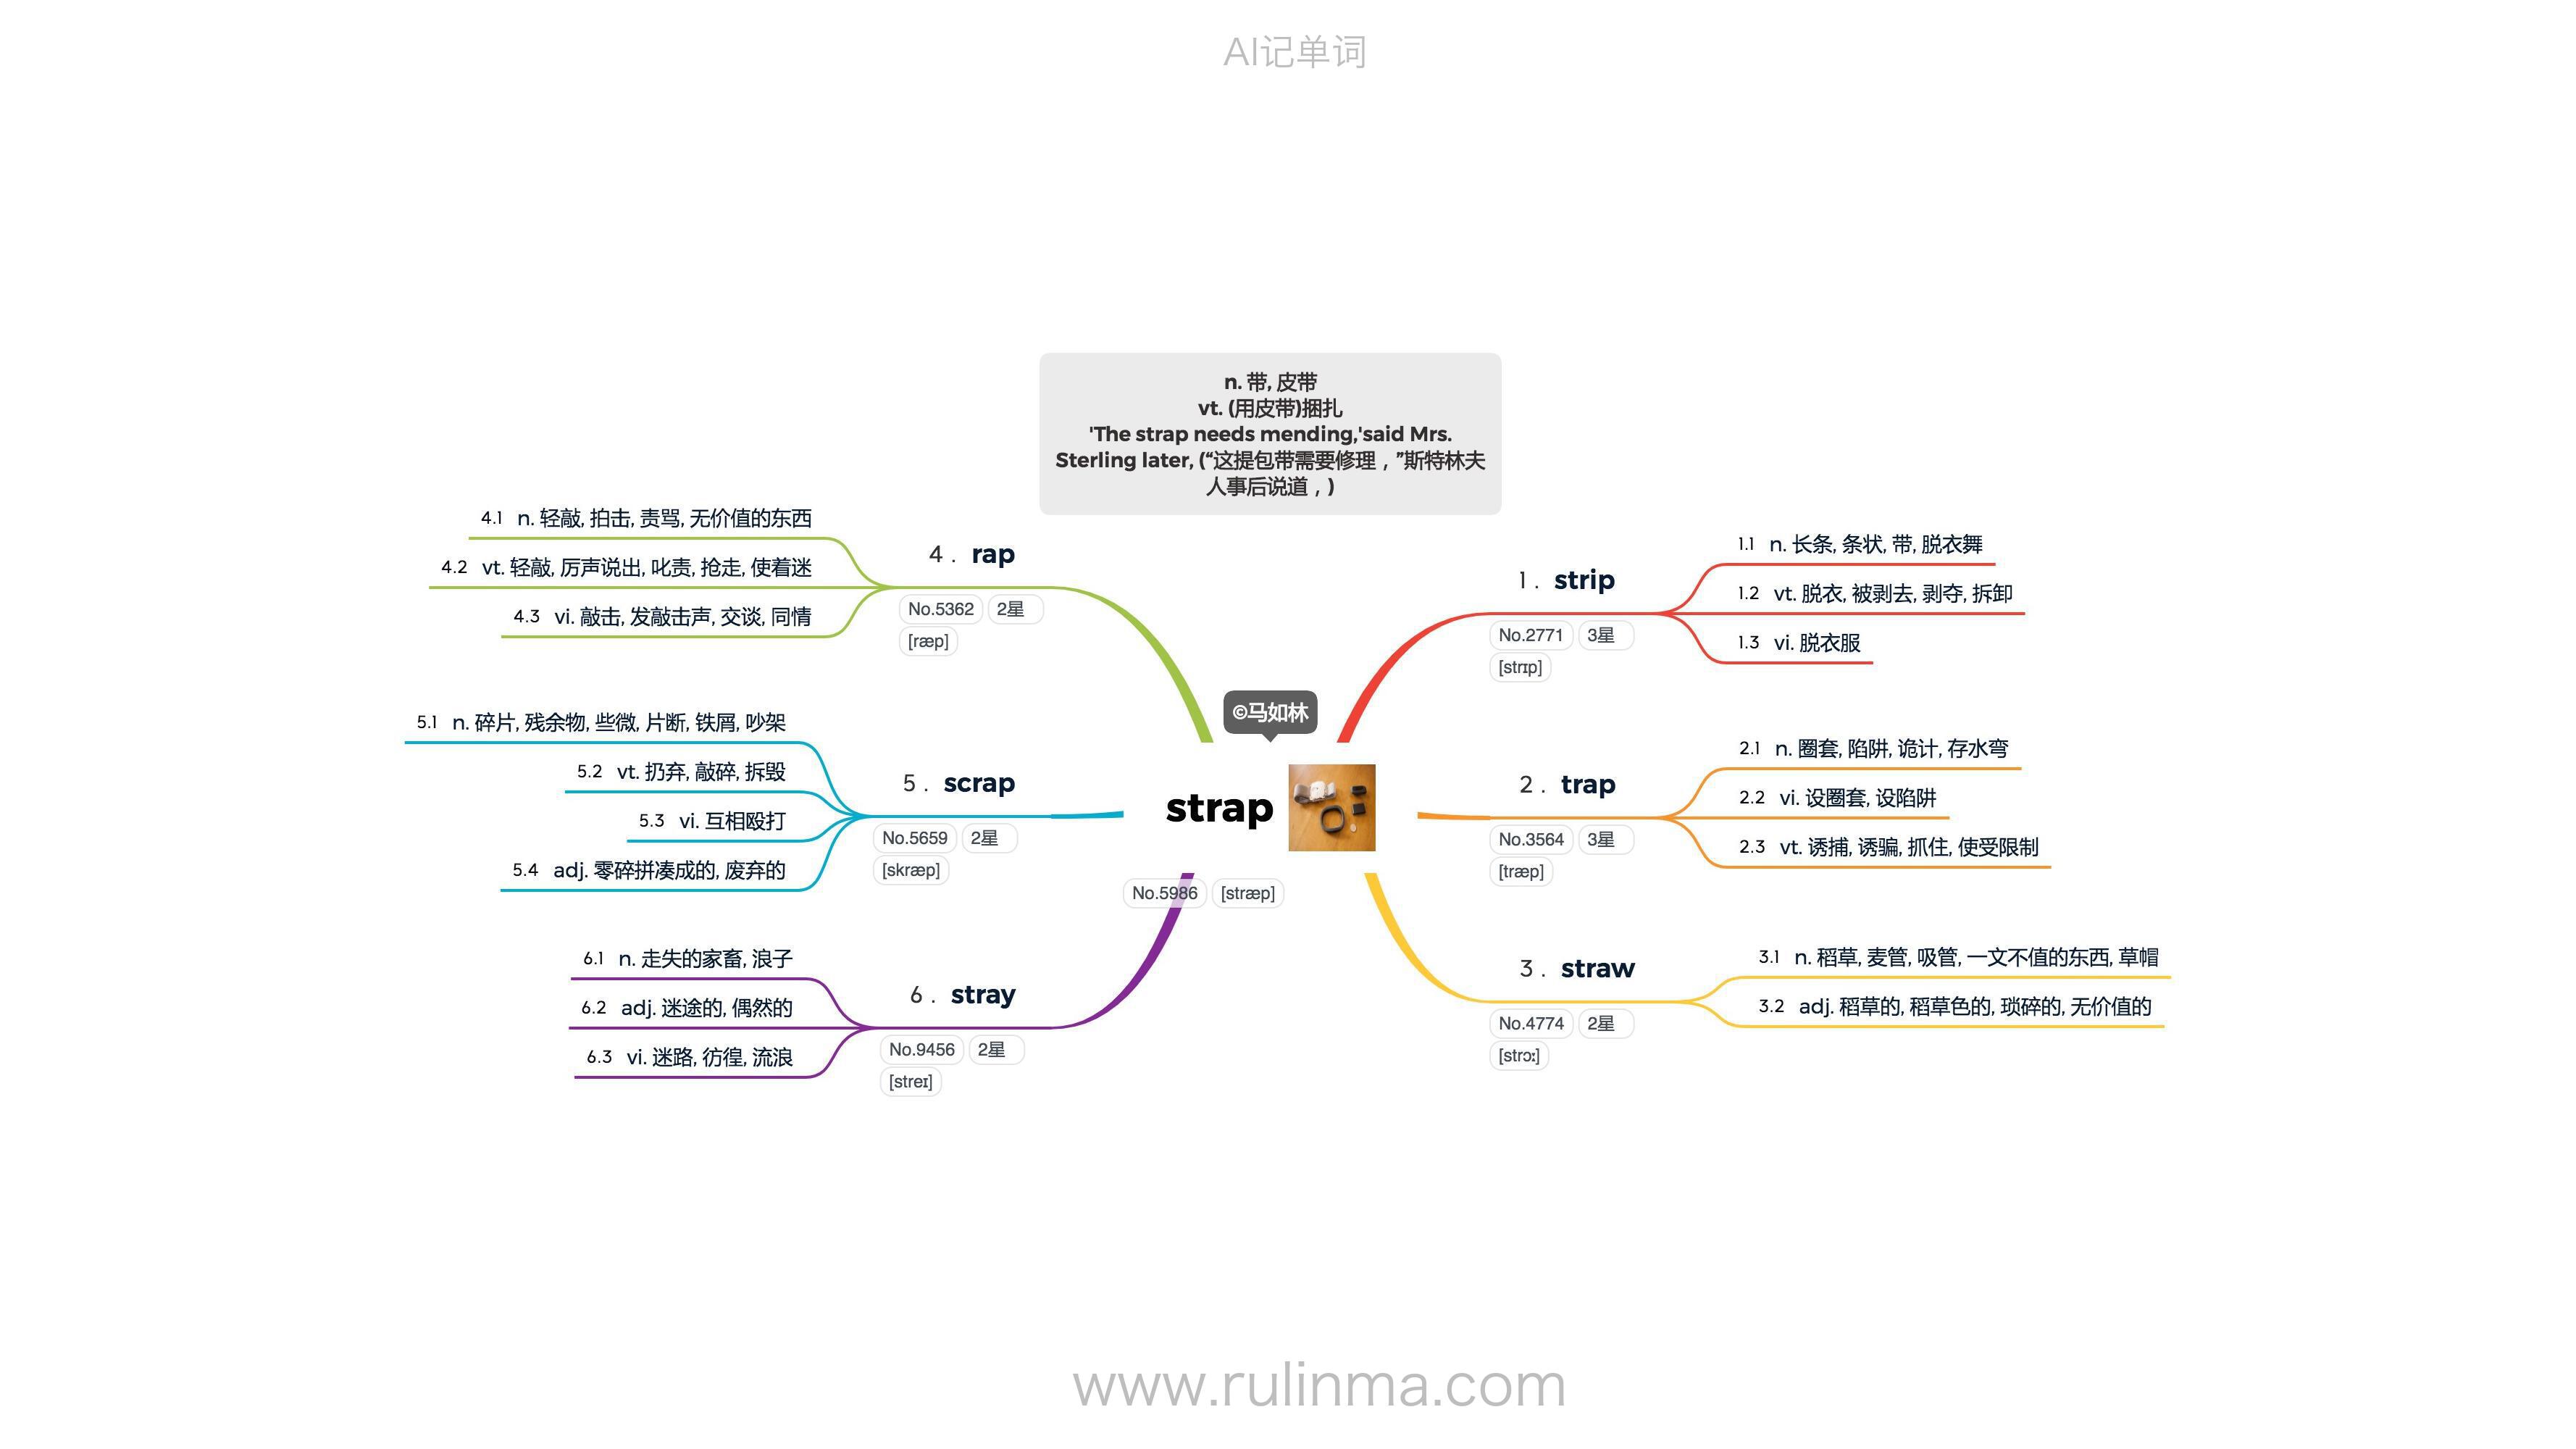 AI记单词
n. 带, 皮带
vt. (用皮带)捆扎
'The strap needs mending,'said Mrs.
Sterling later, (“这提包带需要修理，”斯特林夫
人事后说道，)
©马如林
strap
No.5986 [stræp]
1. strip
No.2771 3星
[strɪp]
1.1 n. 长条, 条状, 带, 脱衣舞
1.2 vt. 脱衣, 被剥去, 剥夺, 拆卸
1.3 vi. 脱衣服
2. trap
No.3564 3星
[træp]
2.1 n. 圈套, 陷阱, 诡计, 存水弯
2.2 vi. 设圈套, 设陷阱
2.3 vt. 诱捕, 诱骗, 抓住, 使受限制
3. straw
No.4774 2星
[strɔː]
3.1 n. 稻草, 麦管, 吸管, 一文不值的东西, 草帽
3.2 adj. 稻草的, 稻草色的, 琐碎的, 无价值的
4. rap
No.5362 2星
[ræp]
4.1 n. 轻敲, 拍击, 责骂, 无价值的东西
4.2 vt. 轻敲, 厉声说出, 叱责, 抢走, 使着迷
4.3 vi. 敲击, 发敲击声, 交谈, 同情
5. scrap
No.5659 2星
[skræp]
5.1 n. 碎片, 残余物, 些微, 片断, 铁屑, 吵架
5.2 vt. 扔弃, 敲碎, 拆毁
5.3 vi. 互相殴打
5.4 adj. 零碎拼凑成的, 废弃的
6. stray
No.9456 2星
[streɪ]
6.1 n. 走失的家畜, 浪子
6.2 adj. 迷途的, 偶然的
6.3 vi. 迷路, 彷徨, 流浪
www.rulinma.com